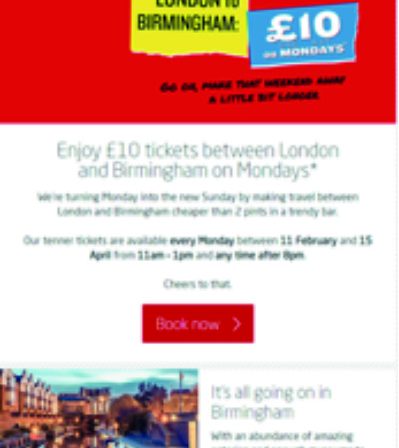 LONDON to
BIRMINGHAM:
£10
on MONDAYS
GO ON, MAKE THAT WEEKEND AWAY
A LITTLE BIT LONGER
Enjoy £10 tickets between London
and Birmingham on Mondays*
We're turning Monday into the new Sunday by making travel between
London and Birmingham cheaper than 2 pints in a trendy bar.
Our tenner tickets are available every Monday between 11 February and 15
April from 11am - 1pm and any time after 8pm.
Cheers to that.
Book now
It's all going on in
Birmingham
With an abundance of amazing